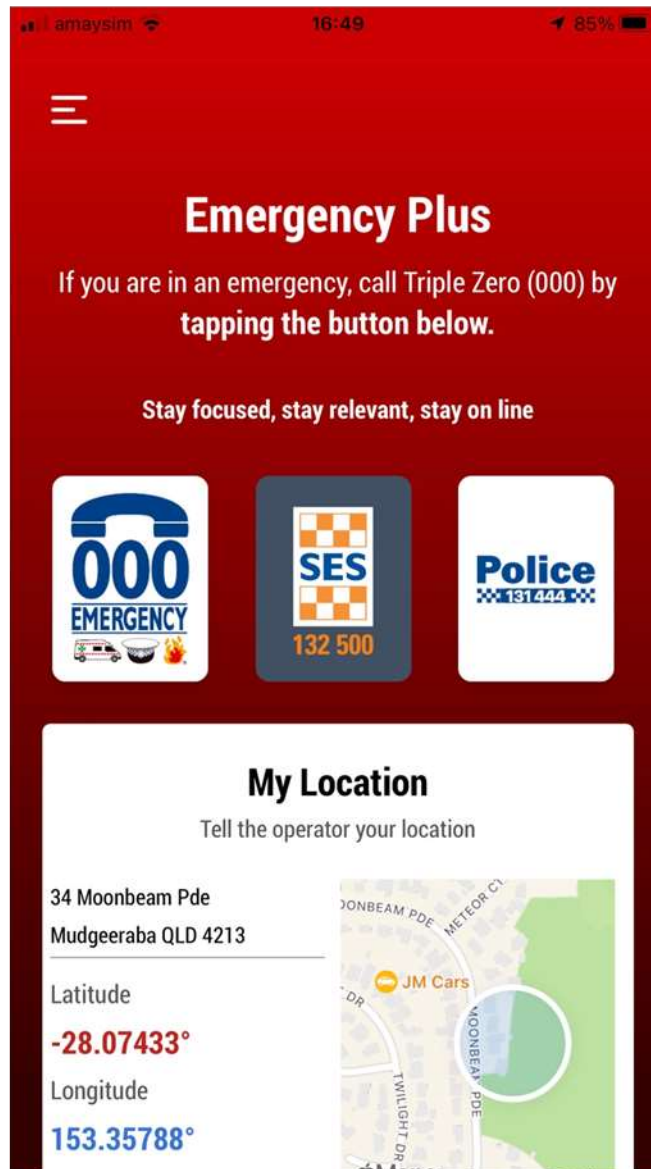 amaysim
16:49
85%
Emergency Plus
If you are in an emergency, call Triple Zero (000) by
tapping the button below.
Stay focused, stay relevant, stay on line
000
EMERGENCY
SES
132 500
Police
131 444
My Location
Tell the operator your location
34 Moonbeam Pde
Mudgeeraba QLD 4213
Latitude
-28.07433°
Longitude
153.35788°
METEOR CT
JM Cars
MOONBEAM PDE
TWILIGHT DR